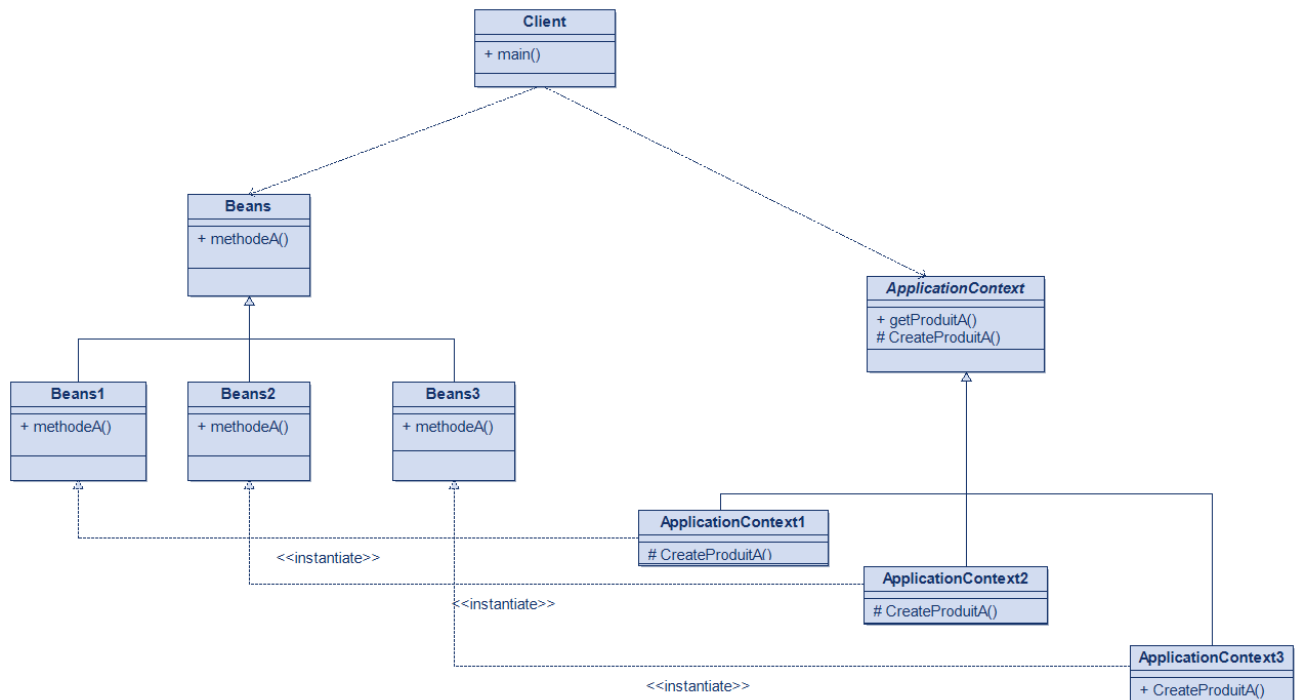 Client
+ main()
Beans
+ methodeA()
ApplicationContext
+ getProduitA()
# CreateProduitA()
Beans1
+ methodeA()
Beans2
+ methodeA()
Beans3
+ methodeA()
ApplicationContext1
# CreateProduitA()
<<instantiate>>
ApplicationContext2
# CreateProduitA()
<<instantiate>>
ApplicationContext3
+ CreateProduitA()
<<instantiate>>